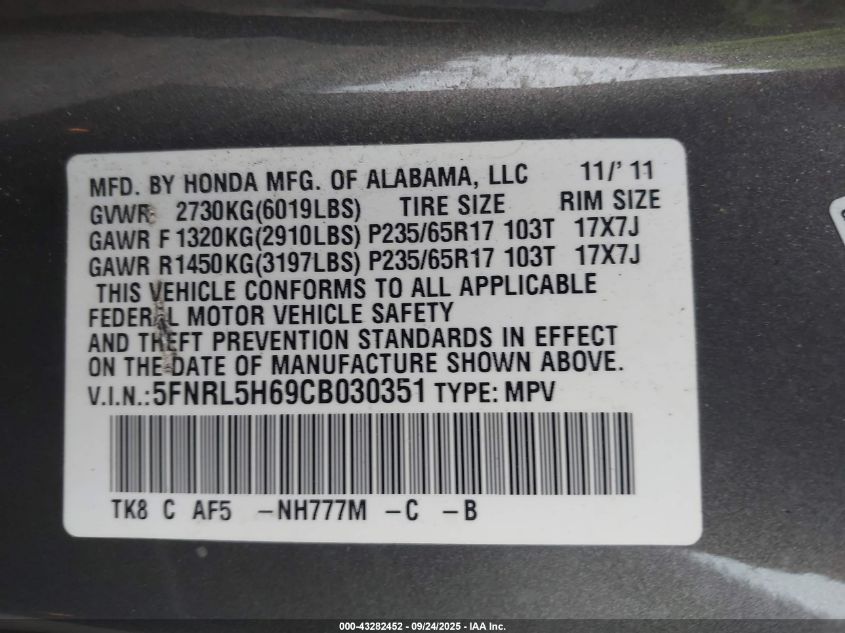 MFD. BY HONDA MFG. OF ALABAMA, LLC 11/' 11
GVWR: 2730KG(6019LBS) TIRE SIZE RIM SIZE
GAWR F 1320KG(2910LBS) P235/65R17 103T 17X7J
GAWR R 1450KG(3197LBS) P235/65R17 103T 17X7J
THIS VEHICLE CONFORMS TO ALL APPLICABLE
FEDERAL MOTOR VEHICLE SAFETY
AND THEFT PREVENTION STANDARDS IN EFFECT
ON THE DATE OF MANUFACTURE SHOWN ABOVE.
V.I.N.:5FNRL5H69CB030351 TYPE: MPV
TK8 C AF5 -NH777M -C -B
000-43282452 - 09/24/2025 - IAA Inc.